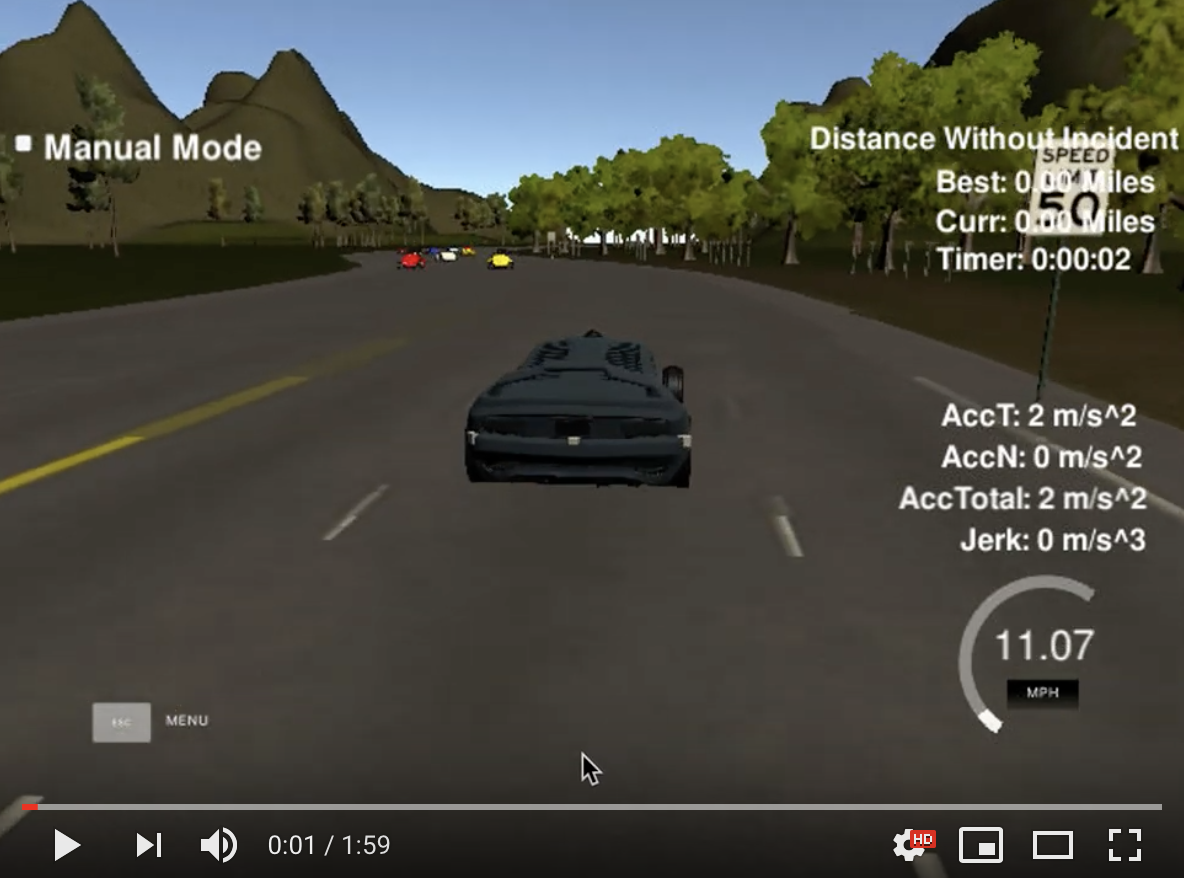 Manual Mode
Distance Without Incident
SPEED
Best: 0.00 Miles
50
Curr: 0.00 Miles
Timer: 0:00:02
AccT: 2 m/s^2
AccN: 0 m/s^2
AccTotal: 2 m/s^2
Jerk: 0 m/s^3
11.07
MPH
ESC MENU
0:01 / 1:59
HD